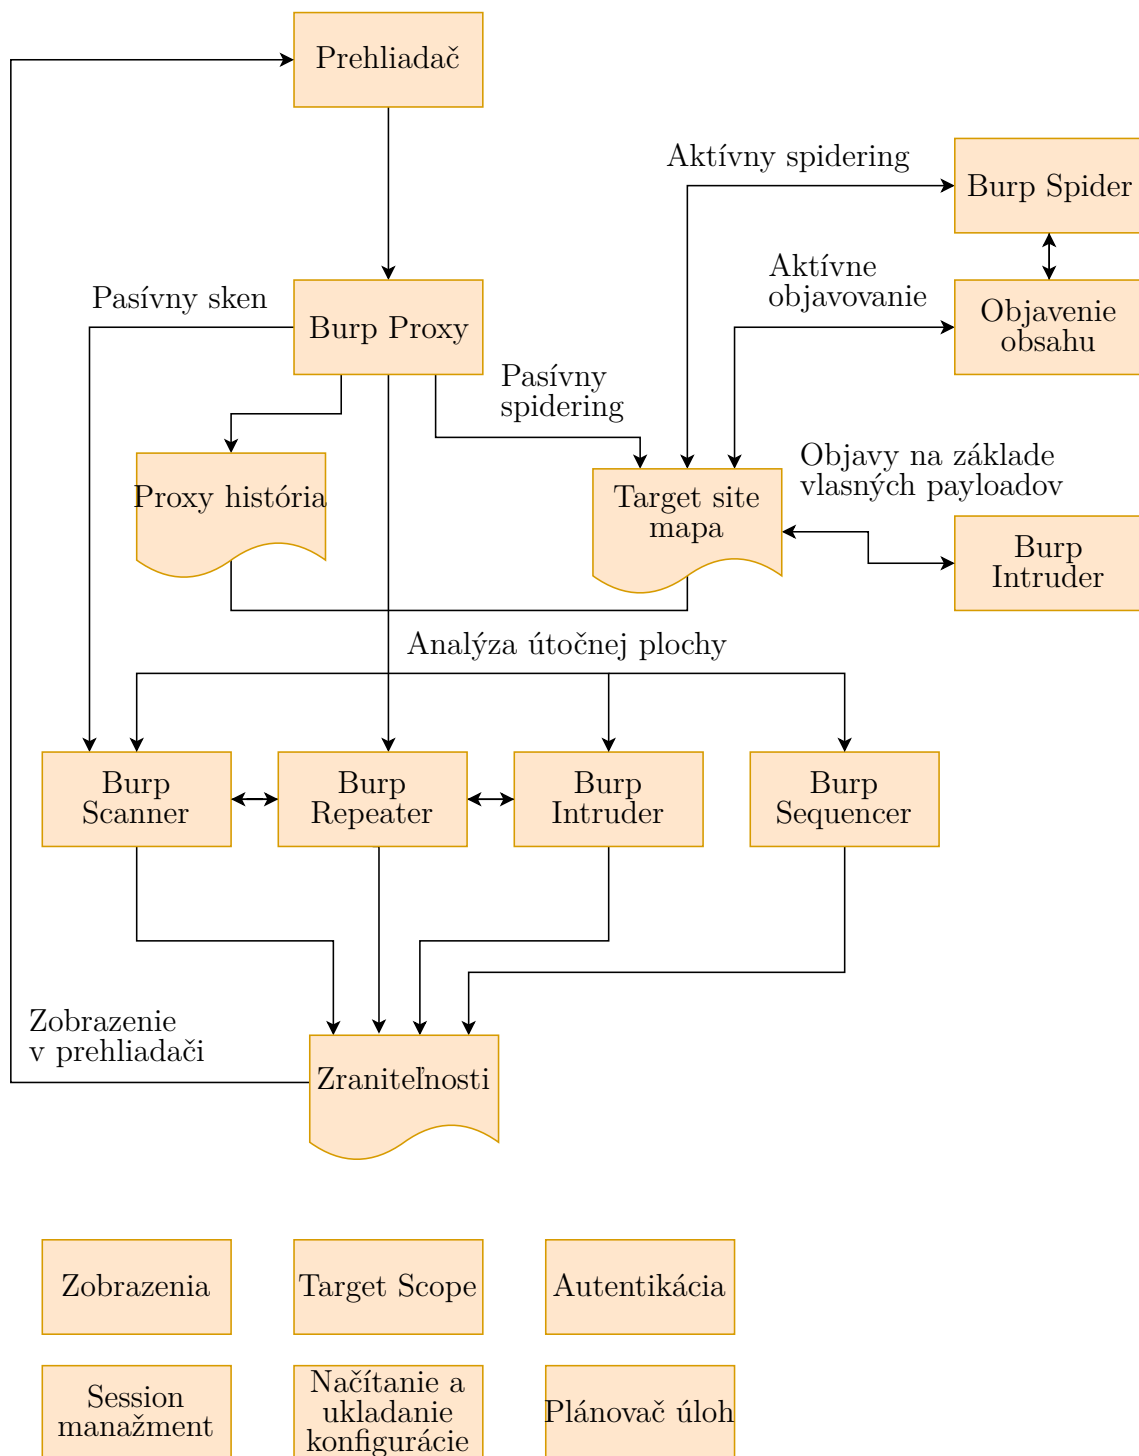 Prehliadač
Aktívny spidering
Burp Spider
Aktívne
objavovanie
Objavenie
obsahu
Pasívny sken
Burp Proxy
Pasívny
spidering
Proxy história
Target site
mapa
Objavy na základe
vlasných payloadov
Burp
Intruder
Analýza útočnej plochy
Burp
Scanner
Burp
Repeater
Burp
Intruder
Burp
Sequencer
Zobrazenie
v prehliadači
Zraniteľnosti
Zobrazenia
Target Scope
Autentikácia
Session
manažment
Načítanie a
ukladanie
konfigurácie
Plánovač úloh